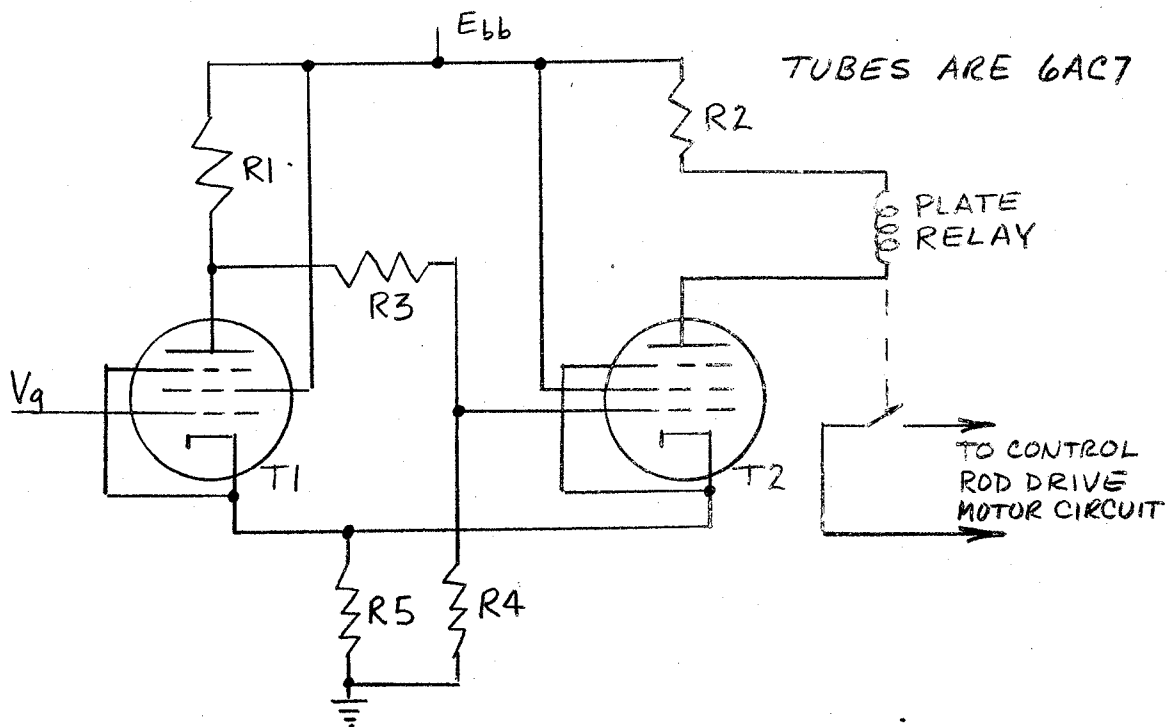 Ebb
TUBES ARE 6AC7
R2
R1
PLATE
RELAY
R3
Vg
T1
T2
TO CONTROL
ROD DRIVE
MOTOR CIRCUIT
R5
R4